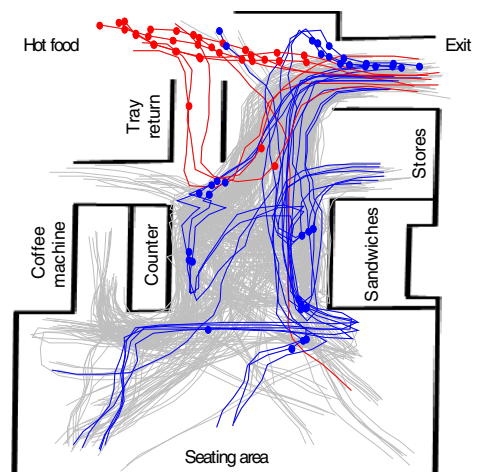 Hot food
Exit
Tray
return
Stores
Coffee
machine
Counter
Sandwiches
Seating area